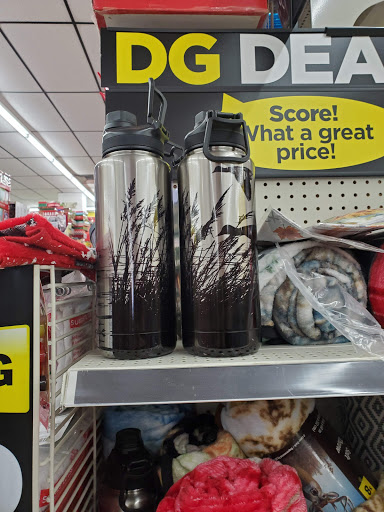 DG DEA
Score!
What a great
price!
G